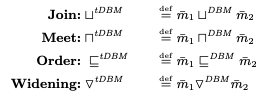 Join: ⊔^{tDBM} ≝ m̄₁ ⊔^{DBM} m̄₂
Meet: ⊓^{tDBM} ≝ m̄₁ ⊓^{DBM} m̄₂
Order: ⊑^{tDBM} ≝ m̄₁ ⊑^{DBM} m̄₂
Widening: ▽^{tDBM} ≝ m̄₁▽^{DBM}m̄₂